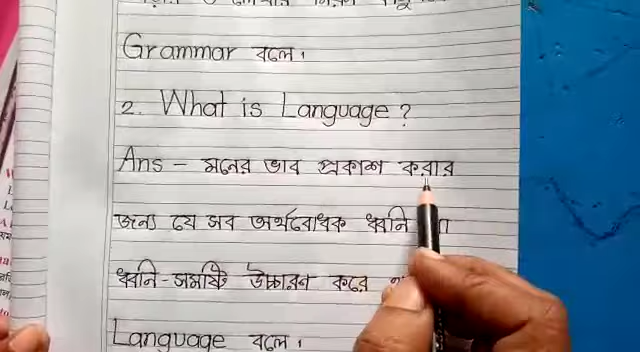 Grammar বলে।
2. What is Language?
Ans - মনের ভাব প্রকাশ করার
জন্য যে সব অর্থবোধক ধ্বনি
ধ্বনি-সমষ্টি উচ্চারণ করে
Language বলে।